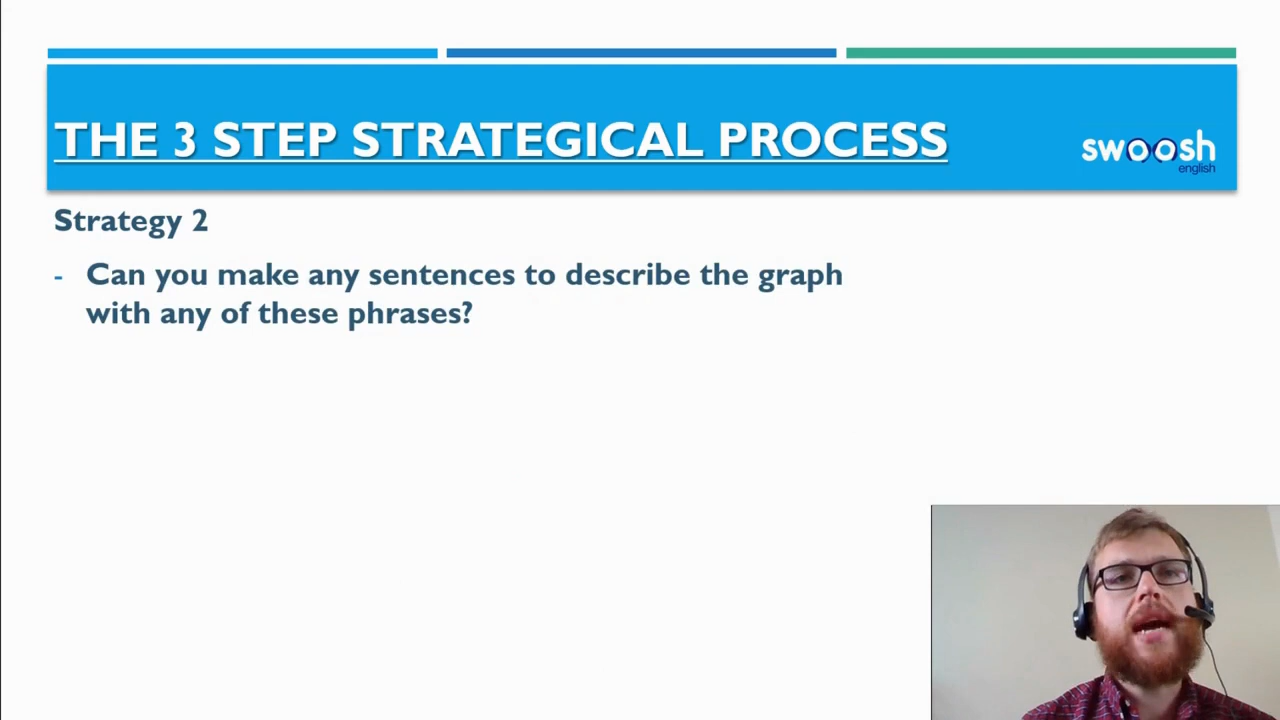 THE 3 STEP STRATEGICAL PROCESS
swoosh
english
Strategy 2
- Can you make any sentences to describe the graph
with any of these phrases?